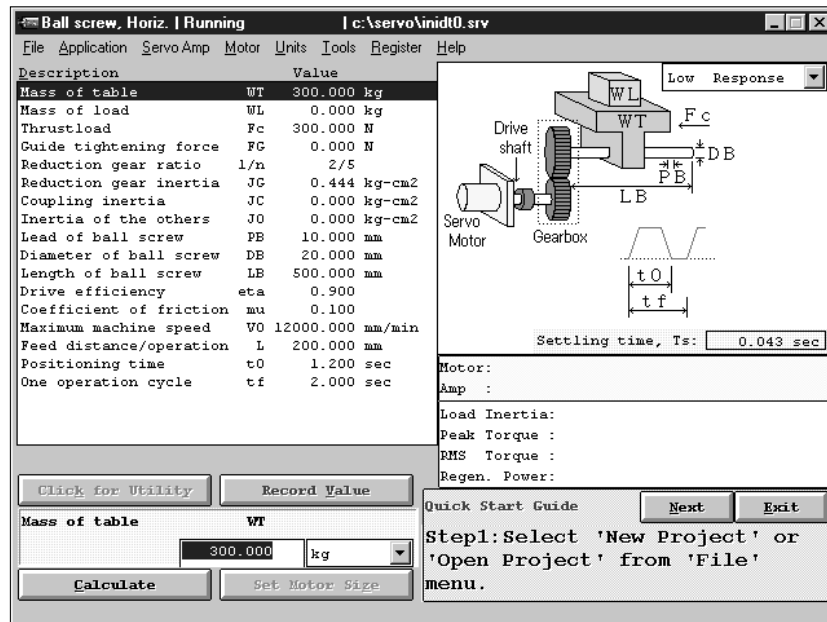 Ball screw, Horiz. | Running | c:\servo\inidt0.srv
File Application Servo Amp Motor Units Tools Register Help
Description Value
Mass of table WT 300.000 kg
Mass of load WL 0.000 kg
Thrustload Fc 300.000 N
Guide tightening force FG 0.000 N
Reduction gear ratio 1/n 2/5
Reduction gear inertia JG 0.444 kg-cm2
Coupling inertia JC 0.000 kg-cm2
Inertia of the others JO 0.000 kg-cm2
Lead of ball screw PB 10.000 mm
Diameter of ball screw DB 20.000 mm
Length of ball screw LB 500.000 mm
Drive efficiency eta 0.900
Coefficient of friction mu 0.100
Maximum machine speed V0 12000.000 mm/min
Feed distance/operation L 200.000 mm
Positioning time t0 1.200 sec
One operation cycle tf 2.000 sec
Low Response
WL
WT
Fc
Drive
shaft
DB
PB
LB
Servo
Motor
Gearbox
t0
tf
Settling time, Ts: 0.043 sec
Motor:
Amp :
Load Inertia:
Peak Torque :
RMS Torque :
Regen. Power:
Click for Utility
Record Value
Mass of table WT
300.000 kg
Calculate
Set Motor Size
Quick Start Guide
Next
Exit
Step1:Select 'New Project' or
'Open Project' from 'File'
menu.